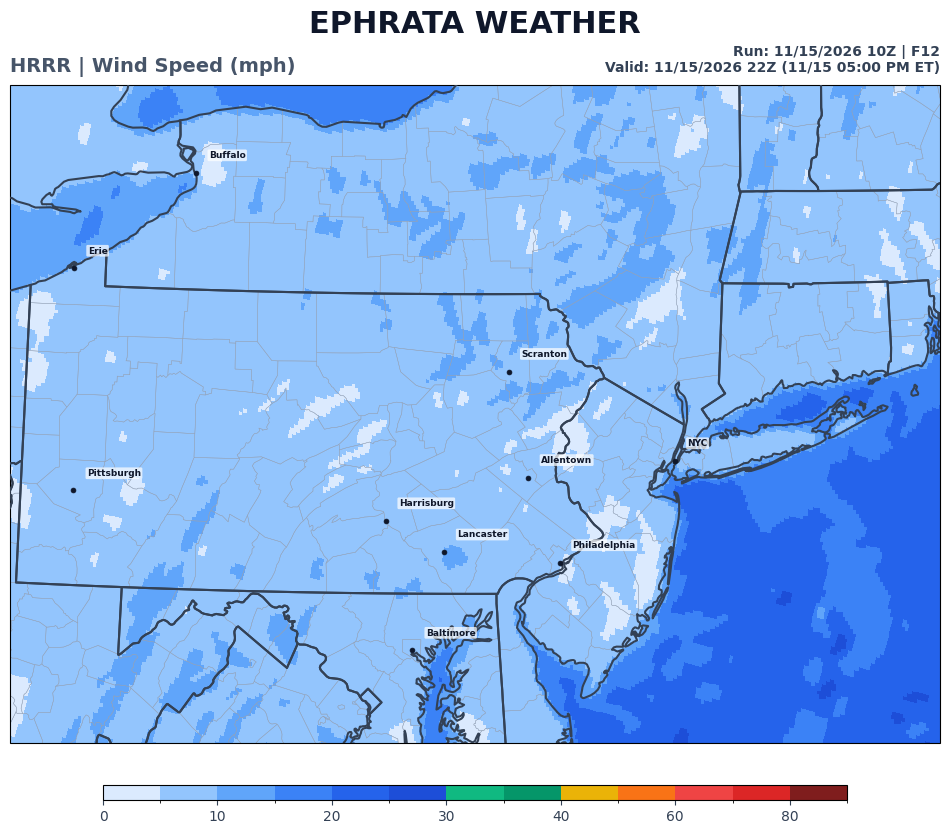 EPHRATA WEATHER
HRRR | Wind Speed (mph)
Run: 11/15/2026 10Z | F12
Valid: 11/15/2026 22Z (11/15 05:00 PM ET)
Buffalo
Erie
Scranton
NYC
Allentown
Pittsburgh
Harrisburg
Lancaster
Philadelphia
Baltimore
0 10 20 30 40 50 60 70 80